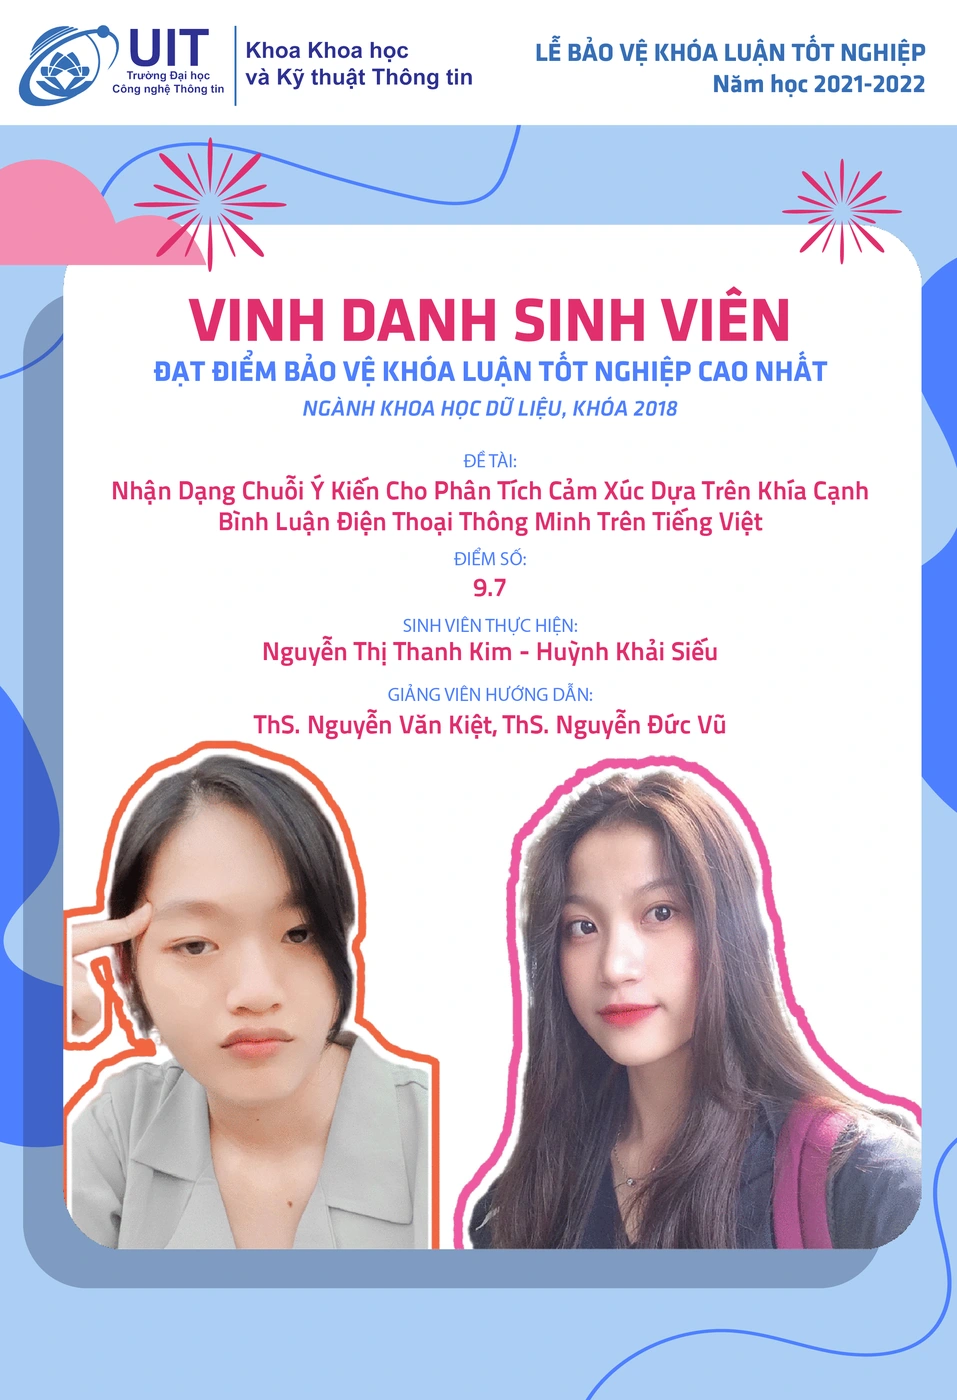 UIT
Trường Đại học
Công nghệ Thông tin
Khoa Khoa học
và Kỹ thuật Thông tin
LỄ BẢO VỆ KHÓA LUẬN TỐT NGHIỆP
Năm học 2021-2022
VINH DANH SINH VIÊN
ĐẠT ĐIỂM BẢO VỆ KHÓA LUẬN TỐT NGHIỆP CAO NHẤT
NGÀNH KHOA HỌC DỮ LIỆU, KHÓA 2018
ĐỀ TÀI:
Nhận Dạng Chuỗi Ý Kiến Cho Phân Tích Cảm Xúc Dựa Trên Khía Cạnh
Bình Luận Điện Thoại Thông Minh Trên Tiếng Việt
ĐIỂM SỐ:
9.7
SINH VIÊN THỰC HIỆN:
Nguyễn Thị Thanh Kim - Huỳnh Khải Siếu
GIẢNG VIÊN HƯỚNG DẪN:
ThS. Nguyễn Văn Kiệt, ThS. Nguyễn Đức Vũ